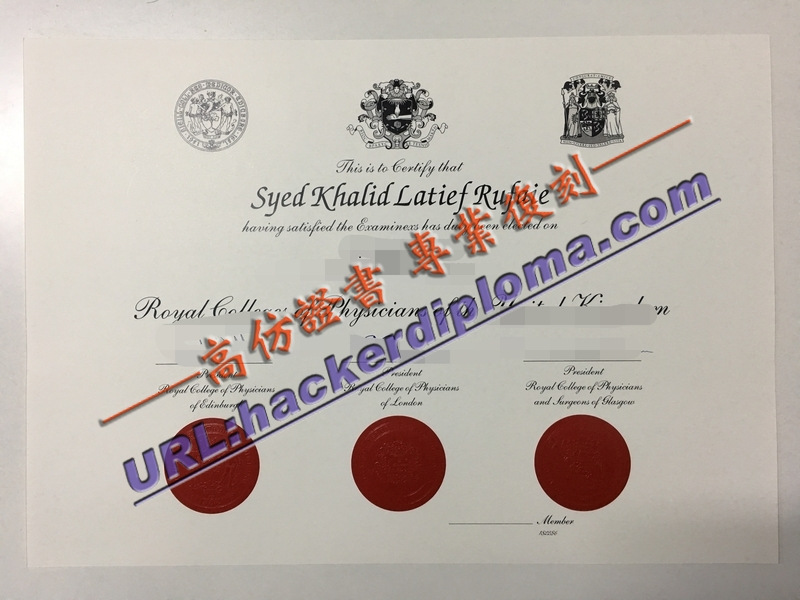 This is to Certify that
Syed Khalid Latief Rufaie
having satisfied the Examinexs has duly been elected on
Royal College of Physicians of United Kingdom
——高仿證書 專業復刻——
URL:hackerdiploma.com
President
Royal College of Physicians
of Edinburgh
President
Royal College of Physicians
of London
President
Royal College of Physicians
and Surgeons of Glasgow
Member